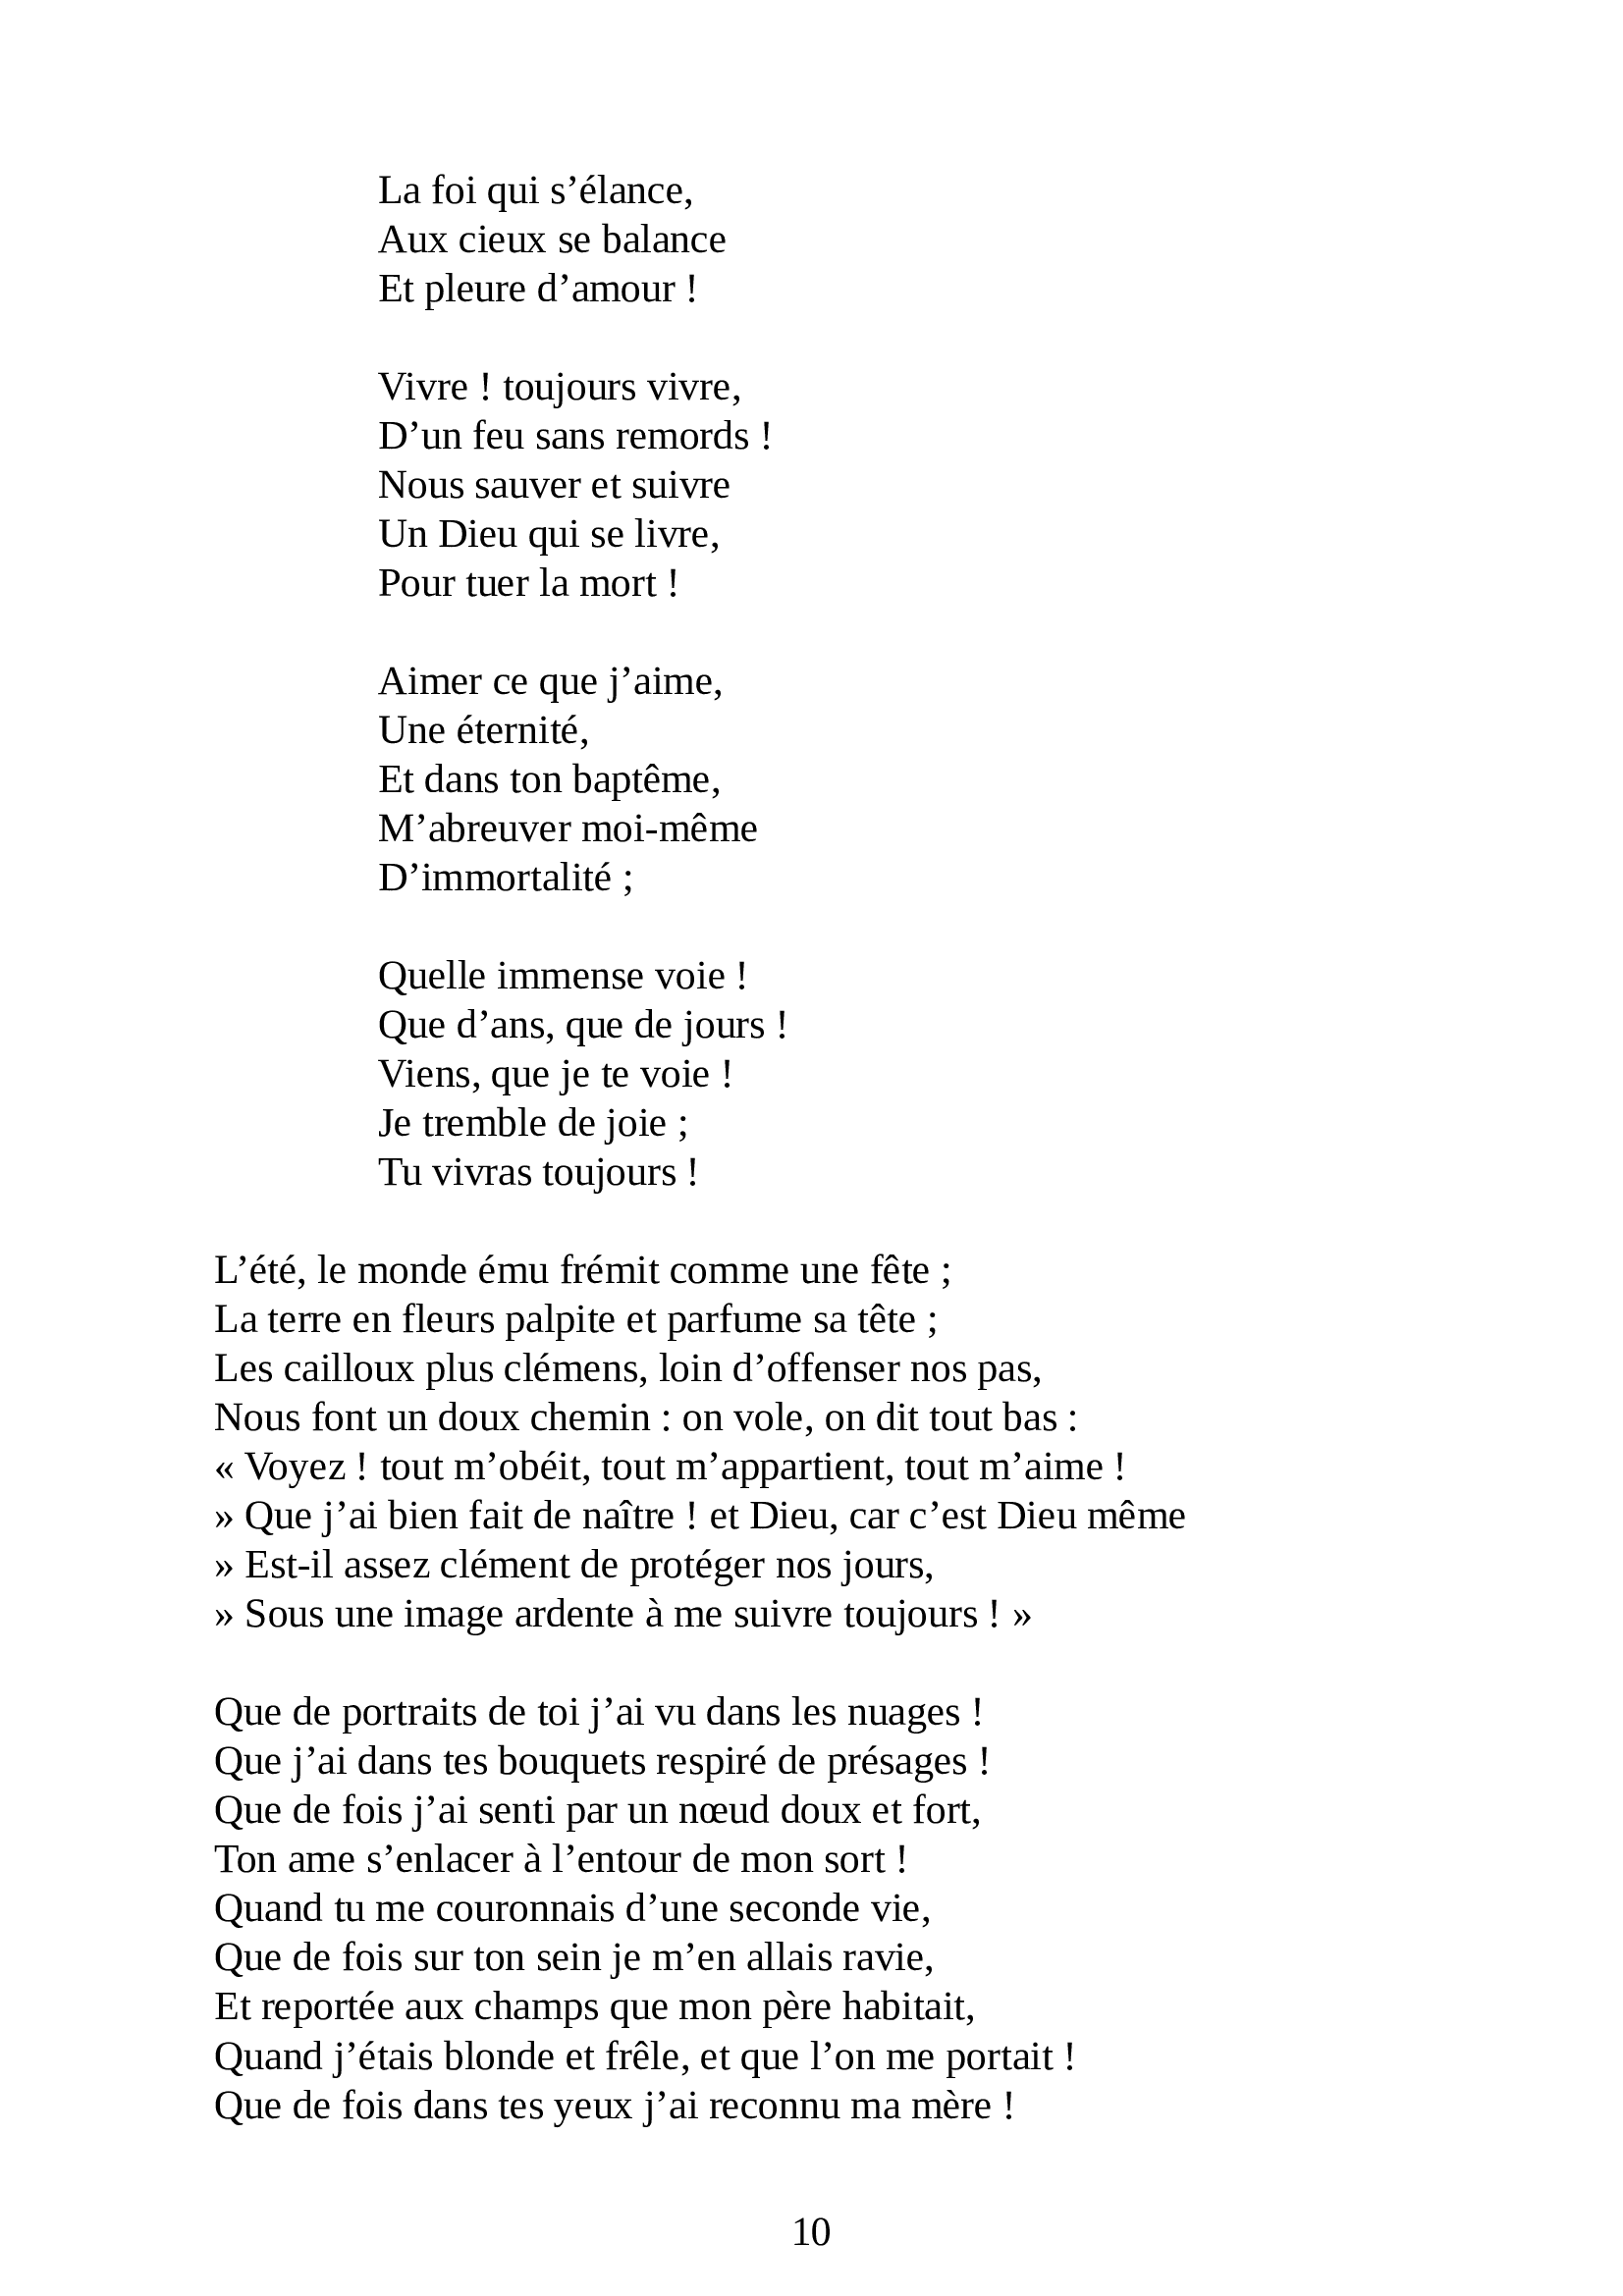 La foi qui s’élance,
Aux cieux se balance
Et pleure d’amour !

Vivre ! toujours vivre,
D’un feu sans remords !
Nous sauver et suivre
Un Dieu qui se livre,
Pour tuer la mort !

Aimer ce que j’aime,
Une éternité,
Et dans ton baptême,
M’abreuver moi-même
D’immortalité ;

Quelle immense voie !
Que d’ans, que de jours !
Viens, que je te voie !
Je tremble de joie ;
Tu vivras toujours !

L’été, le monde ému frémit comme une fête ;
La terre en fleurs palpite et parfume sa tête ;
Les cailloux plus clémens, loin d’offenser nos pas,
Nous font un doux chemin : on vole, on dit tout bas :
« Voyez ! tout m’obéit, tout m’appartient, tout m’aime !
» Que j’ai bien fait de naître ! et Dieu, car c’est Dieu même
» Est-il assez clément de protéger nos jours,
» Sous une image ardente à me suivre toujours ! »

Que de portraits de toi j’ai vu dans les nuages !
Que j’ai dans tes bouquets respiré de présages !
Que de fois j’ai senti par un nœud doux et fort,
Ton ame s’enlacer à l’entour de mon sort !
Quand tu me couronnais d’une seconde vie,
Que de fois sur ton sein je m’en allais ravie,
Et reportée aux champs que mon père habitait,
Quand j’étais blonde et frêle, et que l’on me portait !
Que de fois dans tes yeux j’ai reconnu ma mère !

10